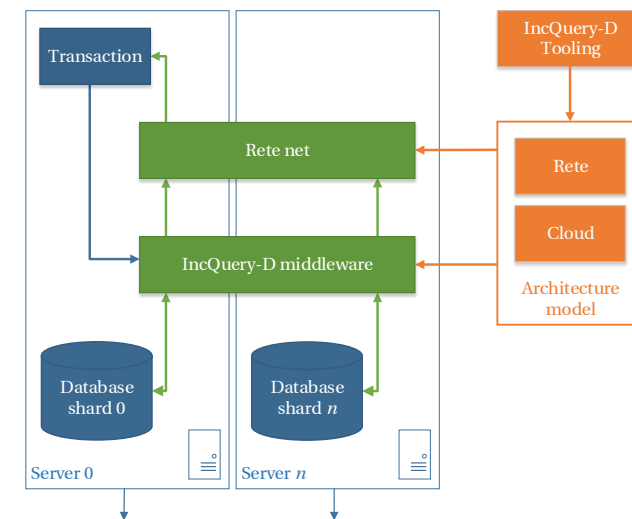 IncQuery-D
Tooling
Transaction
Rete net
Rete
Cloud
IncQuery-D middleware
Architecture
model
Database
shard 0
Database
shard n
Server 0
Server n